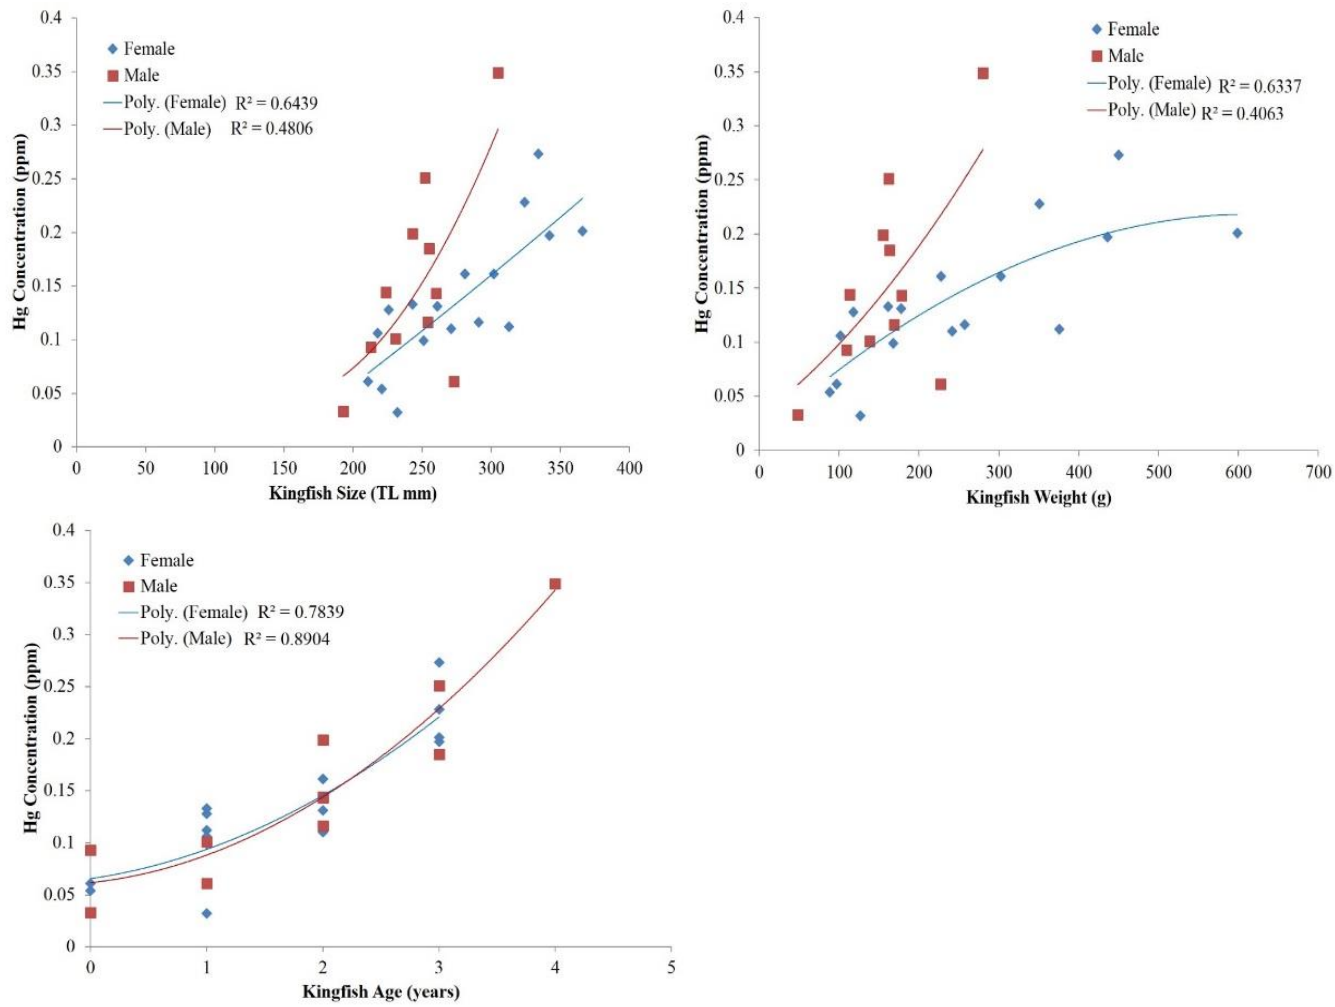 0.4
Female
0.35
Male
Poly. (Female) R² = 0.6439
0.3
Poly. (Male) R² = 0.4806
0.25
0.2
0.15
0.1
0.05
0
Hg Concentration (ppm)
0 50 100 150 200 250 300 350 400
Kingfish Size (TL mm)
0.4
Female
Male
0.35
Poly. (Female) R² = 0.6337
Poly. (Male) R² = 0.4063
0.3
0.25
0.2
0.15
0.1
0.05
0
Hg Concentration (ppm)
0 100 200 300 400 500 600 700
Kingfish Weight (g)
0.4
Female
0.35
Male
Poly. (Female) R² = 0.7839
0.3
Poly. (Male) R² = 0.8904
0.25
0.2
0.15
0.1
0.05
0
Hg Concentration (ppm)
0 1 2 3 4 5
Kingfish Age (years)